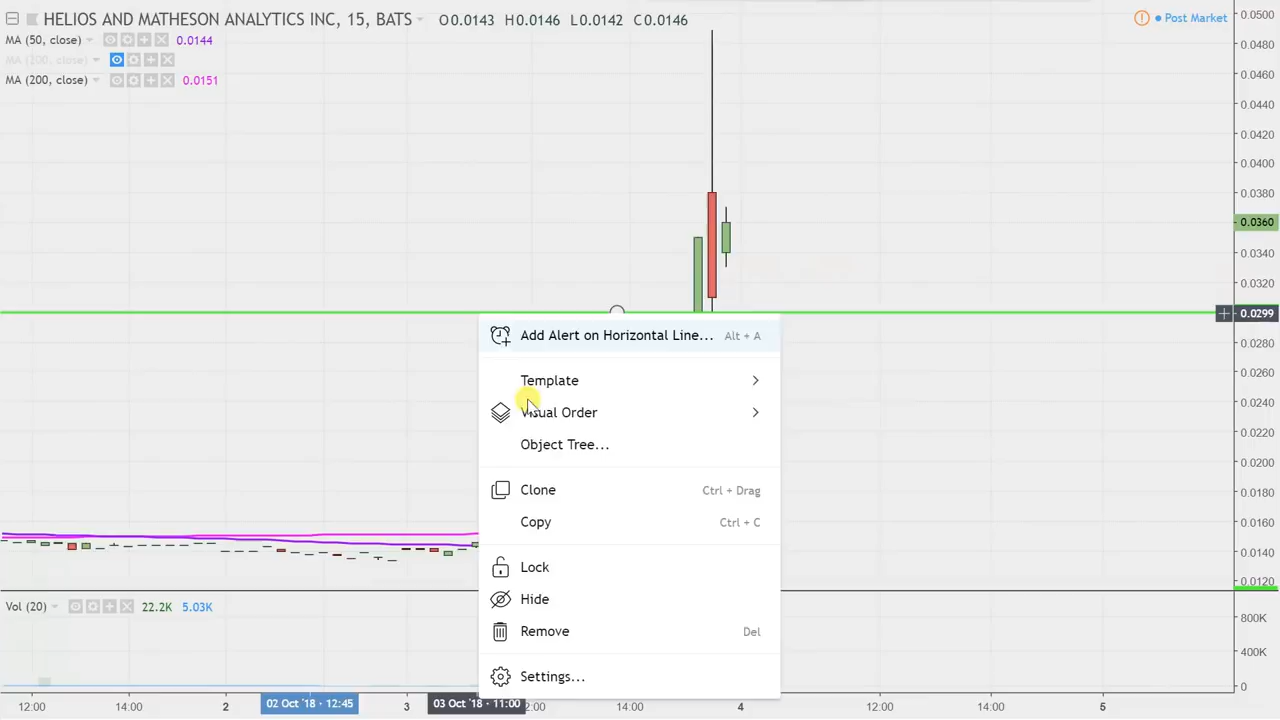 HELIOS AND MATHESON ANALYTICS INC, 15, BATS O0.0143 H0.0146 L0.0142 C0.0146
Post Market
MA (50, close) 0.0144
MA (200, close)
MA (200, close) 0.0151
0.0500
0.0480
0.0460
0.0440
0.0420
0.0400
0.0380
0.0360
0.0340
0.0320
0.0299
0.0280
0.0260
0.0240
0.0220
0.0200
0.0180
0.0160
0.0140
0.0120
Add Alert on Horizontal Line... Alt + A
Template
Visual Order
Object Tree...
Clone Ctrl + Drag
Copy Ctrl + C
Lock
Hide
Remove Del
Settings...
Vol (20) 22.2K 5.03K
800K
400K
0
12:00 14:00 2 02 Oct '18 - 12:45 3 03 Oct '18 - 11:00 2:00 14:00 4 12:00 14:00 5